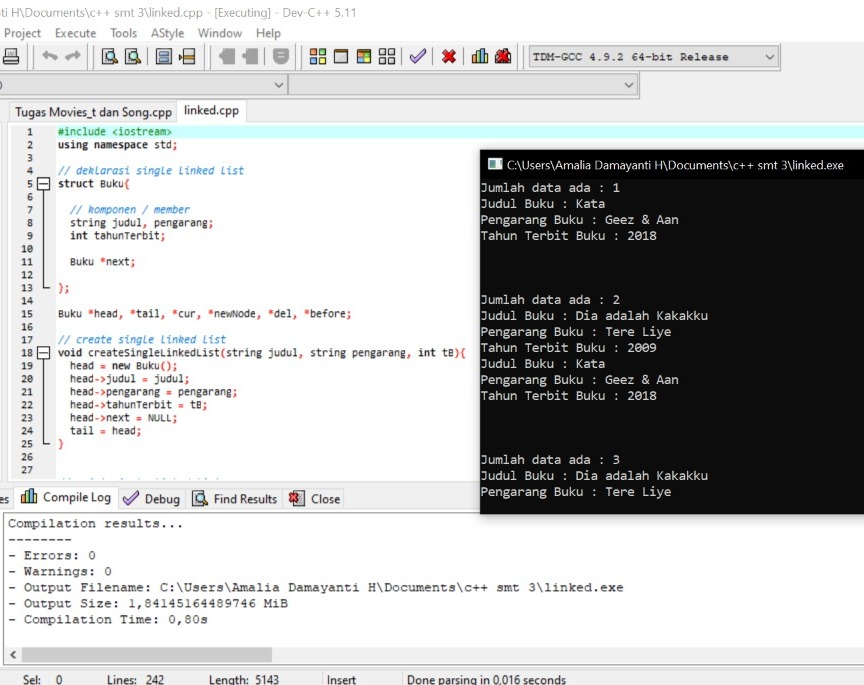 ti H\Documents\c++ smt 3\linked.cpp - [Executing] - Dev-C++ 5.11
Project Execute Tools AStyle Window Help
TDM-GCC 4.9.2 64-bit Release
Tugas Movies_t dan Song.cpp linked.cpp
1 #include <iostream>
2 using namespace std;
3
4 // deklarasi single linked list
5 struct Buku{
6
7 // komponen / member
8 string judul, pengarang;
9 int tahunTerbit;
10
11 Buku *next;
12
13 };
14
15 Buku *head, *tail, *cur, *newNode, *del, *before;
16
17 // create single linked list
18 void createSingleLinkedList(string judul, string pengarang, int tB){
19 head = new Buku();
20 head->judul = judul;
21 head->pengarang = pengarang;
22 head->tahunTerbit = tB;
23 head->next = NULL;
24 tail = head;
25 }
26
27
C:\Users\Amalia Damayanti H\Documents\c++ smt 3\linked.exe
Jumlah data ada : 1
Judul Buku : Kata
Pengarang Buku : Geez & Aan
Tahun Terbit Buku : 2018
Jumlah data ada : 2
Judul Buku : Dia adalah Kakakku
Pengarang Buku : Tere Liye
Tahun Terbit Buku : 2009
Judul Buku : Kata
Pengarang Buku : Geez & Aan
Tahun Terbit Buku : 2018
Jumlah data ada : 3
Judul Buku : Dia adalah Kakakku
Pengarang Buku : Tere Liye
es Compile Log Debug Find Results Close
Compilation results...
--------
- Errors: 0
- Warnings: 0
- Output Filename: C:\Users\Amalia Damayanti H\Documents\c++ smt 3\linked.exe
- Output Size: 1,84145164489746 MiB
- Compilation Time: 0,80s
Sel: 0 Lines: 242 Length: 5143 Insert Done parsing in 0,016 seconds